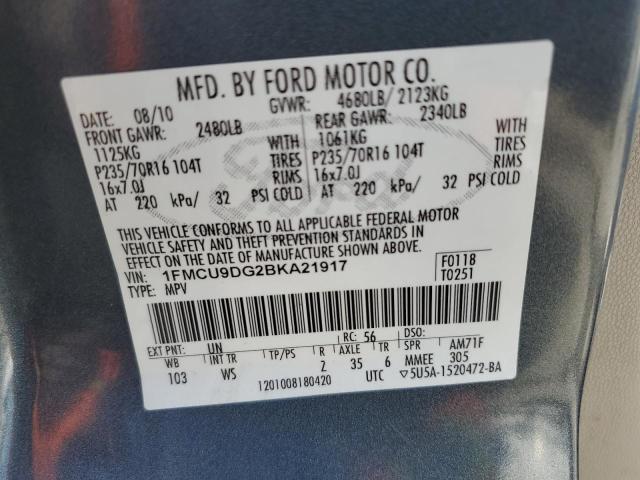 MFD. BY FORD MOTOR CO.
08/10 GVWR: 4680LB/ 2123KG
FRONT GAWR: 2480LB REAR GAWR: 2340LB
1125KG WITH 1061KG WITH
P235/70R16 104T TIRES P235/70R16 104T TIRES
16x7.0J RIMS 16x7.0J RIMS
AT 220 kPa/ 32 PSI COLD AT 220 kPa/ 32 PSI COLD
Ford
THIS VEHICLE CONFORMS TO ALL APPLICABLE FEDERAL MOTOR
VEHICLE SAFETY AND THEFT PREVENTION STANDARDS IN
EFFECT ON THE DATE OF MANUFACTURE SHOWN ABOVE.
VIN: 1FMCU9DG2BKA21917 F0118
TYPE: MPV T0251
EXT PNT: UN RC: 56 DSO:
WB INT TR TP/PS R AXLE TR SPR AM71F
103 WS 2 35 6 MMEE 305
1201008180420 UTC ▽5U5A-1520472-BA